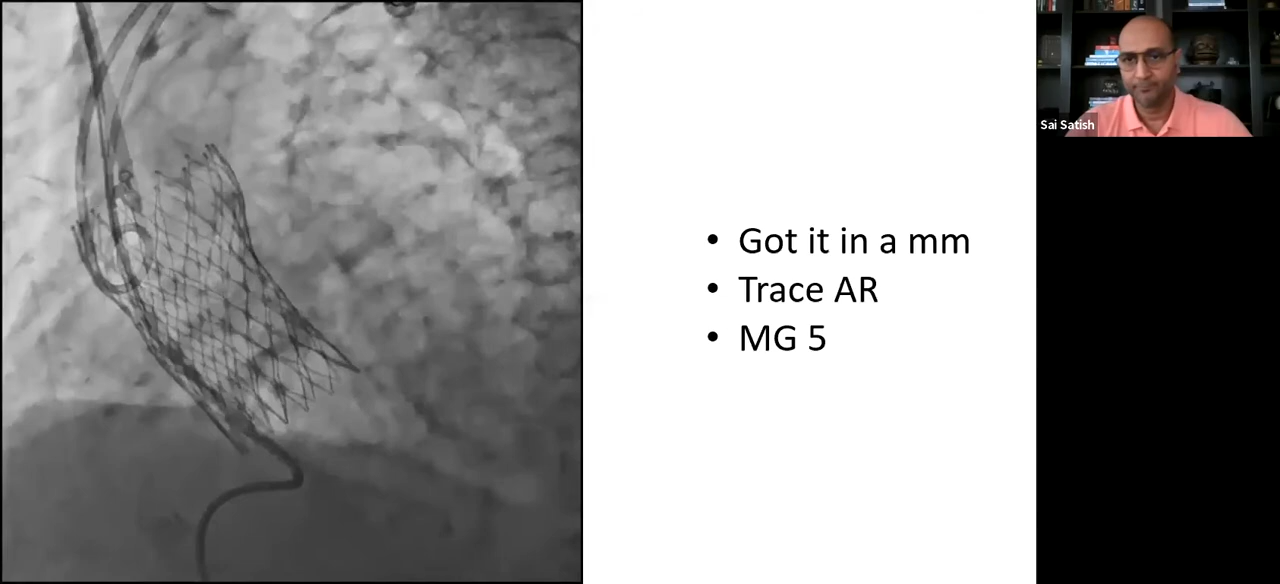 • Got it in a mm
• Trace AR
• MG 5
Sai Satish